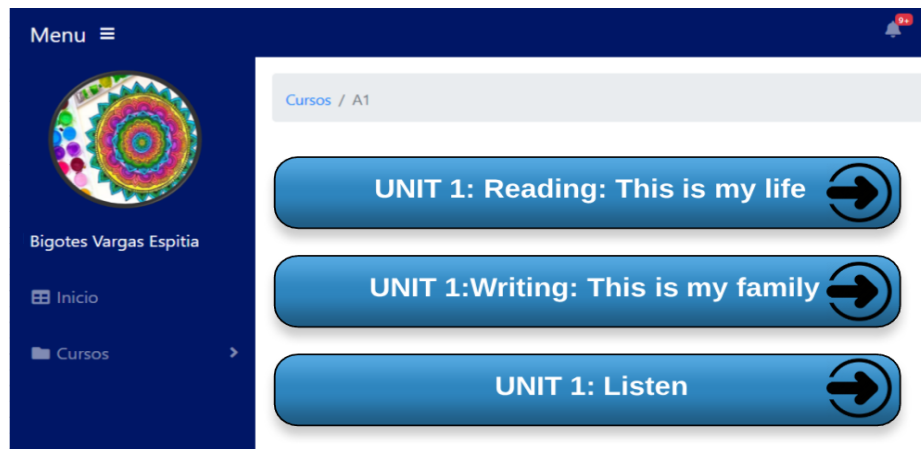 Menu
9+
Cursos / A1
UNIT 1: Reading: This is my life
Bigotes Vargas Espitia
UNIT 1:Writing: This is my family
Inicio
Cursos
UNIT 1: Listen